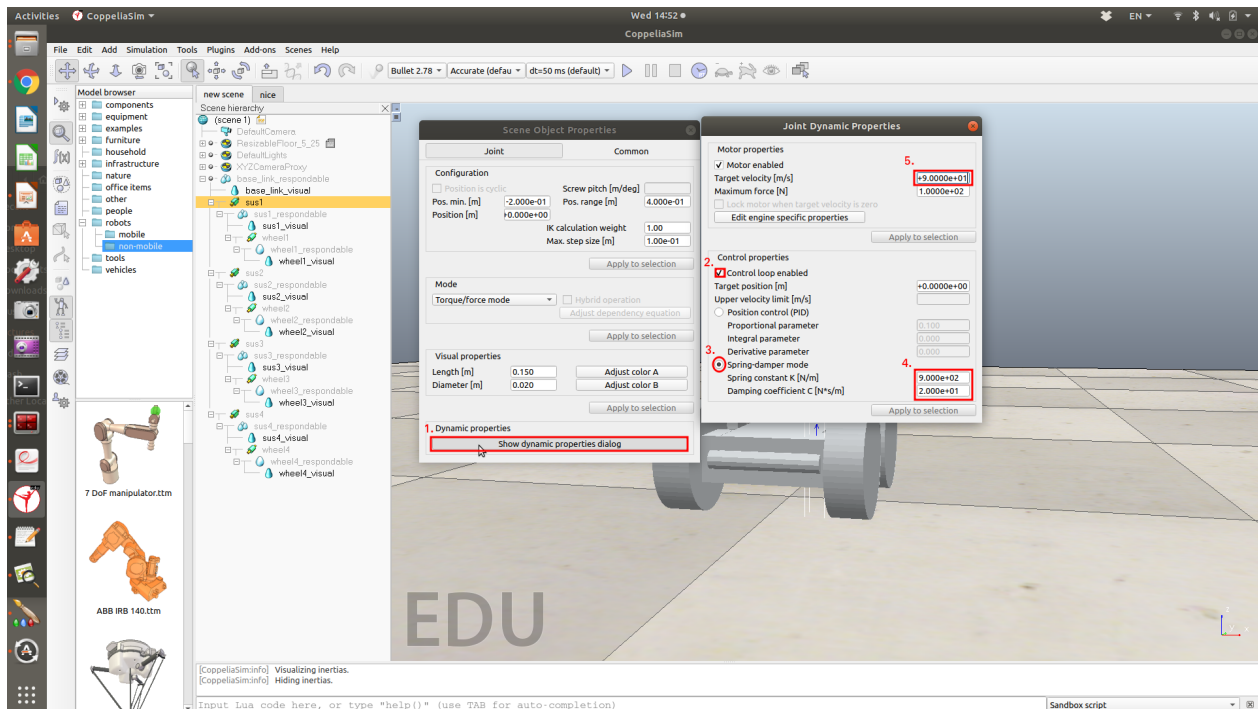 Activities CoppeliaSim Wed 14:52 EN
CoppeliaSim
File Edit Add Simulation Tools Plugins Add-ons Scenes Help
Bullet 2.78 Accurate (defau dt=50 ms (default)
Model browser
components
equipment
examples
furniture
household
infrastructure
nature
office items
other
people
robots
mobile
non-mobile
tools
vehicles
7 DoF manipulator.ttm
ABB IRB 140.ttm
new scene nice
Scene hierarchy
(scene 1)
DefaultCamera
ResizableFloor_5_25
DefaultLights
XYZCameraProxy
base_link_respondable
base_link_visual
sus1
sus1_respondable
sus1_visual
wheel1
wheel1_respondable
wheel1_visual
sus2
sus2_respondable
sus2_visual
wheel2
wheel2_respondable
wheel2_visual
sus3
sus3_respondable
sus3_visual
wheel3
wheel3_respondable
wheel3_visual
sus4
sus4_respondable
sus4_visual
wheel4
wheel4_respondable
wheel4_visual
Scene Object Properties
Joint Common
Configuration
Position is cyclic Screw pitch [m/deg]
Pos. min. [m] -2.000e-01 Pos. range [m] 4.000e-01
Position [m] +0.000e+00
IK calculation weight 1.00
Max. step size [m] 1.00e-01
Apply to selection
Mode
Torque/force mode Hybrid operation
Adjust dependency equation
Apply to selection
Visual properties
Length [m] 0.150 Adjust color A
Diameter [m] 0.020 Adjust color B
Apply to selection
1. Dynamic properties
Show dynamic properties dialog
Joint Dynamic Properties
Motor properties
5.
Motor enabled
Target velocity [m/s] +9.0000e+01
Maximum force [N] 1.0000e+02
Lock motor when target velocity is zero
Edit engine specific properties
Apply to selection
Control properties
2.
Control loop enabled
Target position [m] +0.0000e+00
Upper velocity limit [m/s]
Position control (PID)
Proportional parameter 0.100
Integral parameter 0.000
Derivative parameter 0.000
3.
Spring-damper mode 4.
Spring constant K [N/m] 9.000e+02
Damping coefficient C [N*s/m] 2.000e+01
Apply to selection
EDU
[CoppeliaSim:info] Visualizing inertias.
[CoppeliaSim:info] Hiding inertias.
Input Lua code here, or type "help()" (use TAB for auto-completion) Sandbox script